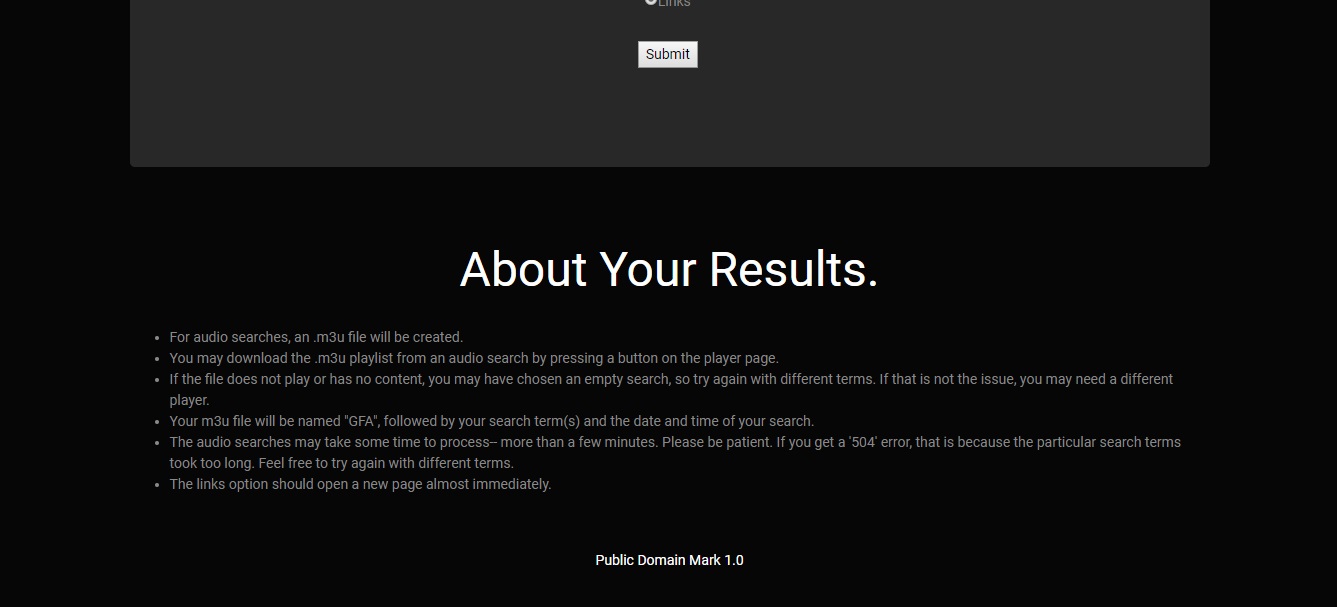 Links
Submit
About Your Results.
For audio searches, an .m3u file will be created.
You may download the .m3u playlist from an audio search by pressing a button on the player page.
If the file does not play or has no content, you may have chosen an empty search, so try again with different terms. If that is not the issue, you may need a different
player.
Your m3u file will be named "GFA", followed by your search term(s) and the date and time of your search.
The audio searches may take some time to process-- more than a few minutes. Please be patient. If you get a '504' error, that is because the particular search terms
took too long. Feel free to try again with different terms.
The links option should open a new page almost immediately.
Public Domain Mark 1.0